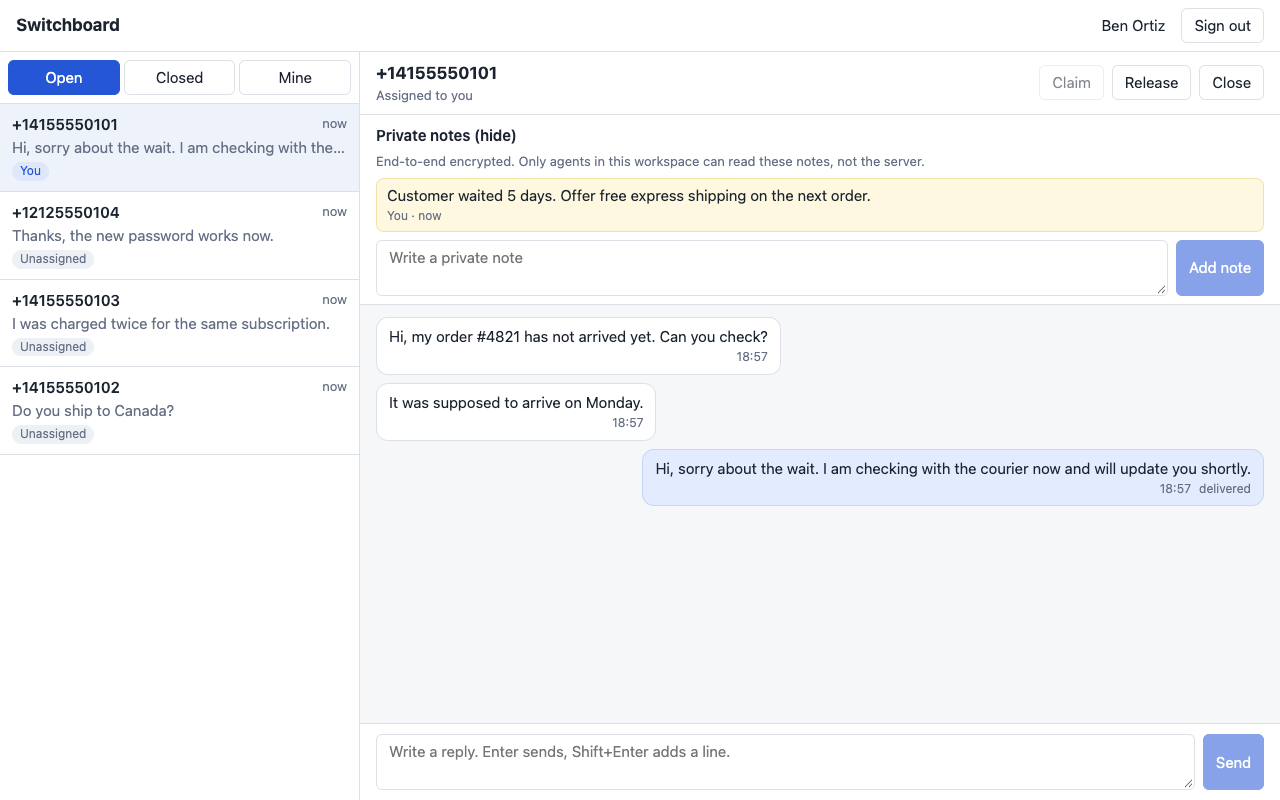 Switchboard
Ben Ortiz
Sign out
Open
Closed
Mine
+14155550101
now
Hi, sorry about the wait. I am checking with the...
You
+12125550104
now
Thanks, the new password works now.
Unassigned
+14155550103
now
I was charged twice for the same subscription.
Unassigned
+14155550102
now
Do you ship to Canada?
Unassigned
+14155550101
Assigned to you
Claim
Release
Close
Private notes (hide)
End-to-end encrypted. Only agents in this workspace can read these notes, not the server.
Customer waited 5 days. Offer free express shipping on the next order.
You · now
Write a private note
Add note
Hi, my order #4821 has not arrived yet. Can you check?
18:57
It was supposed to arrive on Monday.
18:57
Hi, sorry about the wait. I am checking with the courier now and will update you shortly.
18:57 delivered
Write a reply. Enter sends, Shift+Enter adds a line.
Send